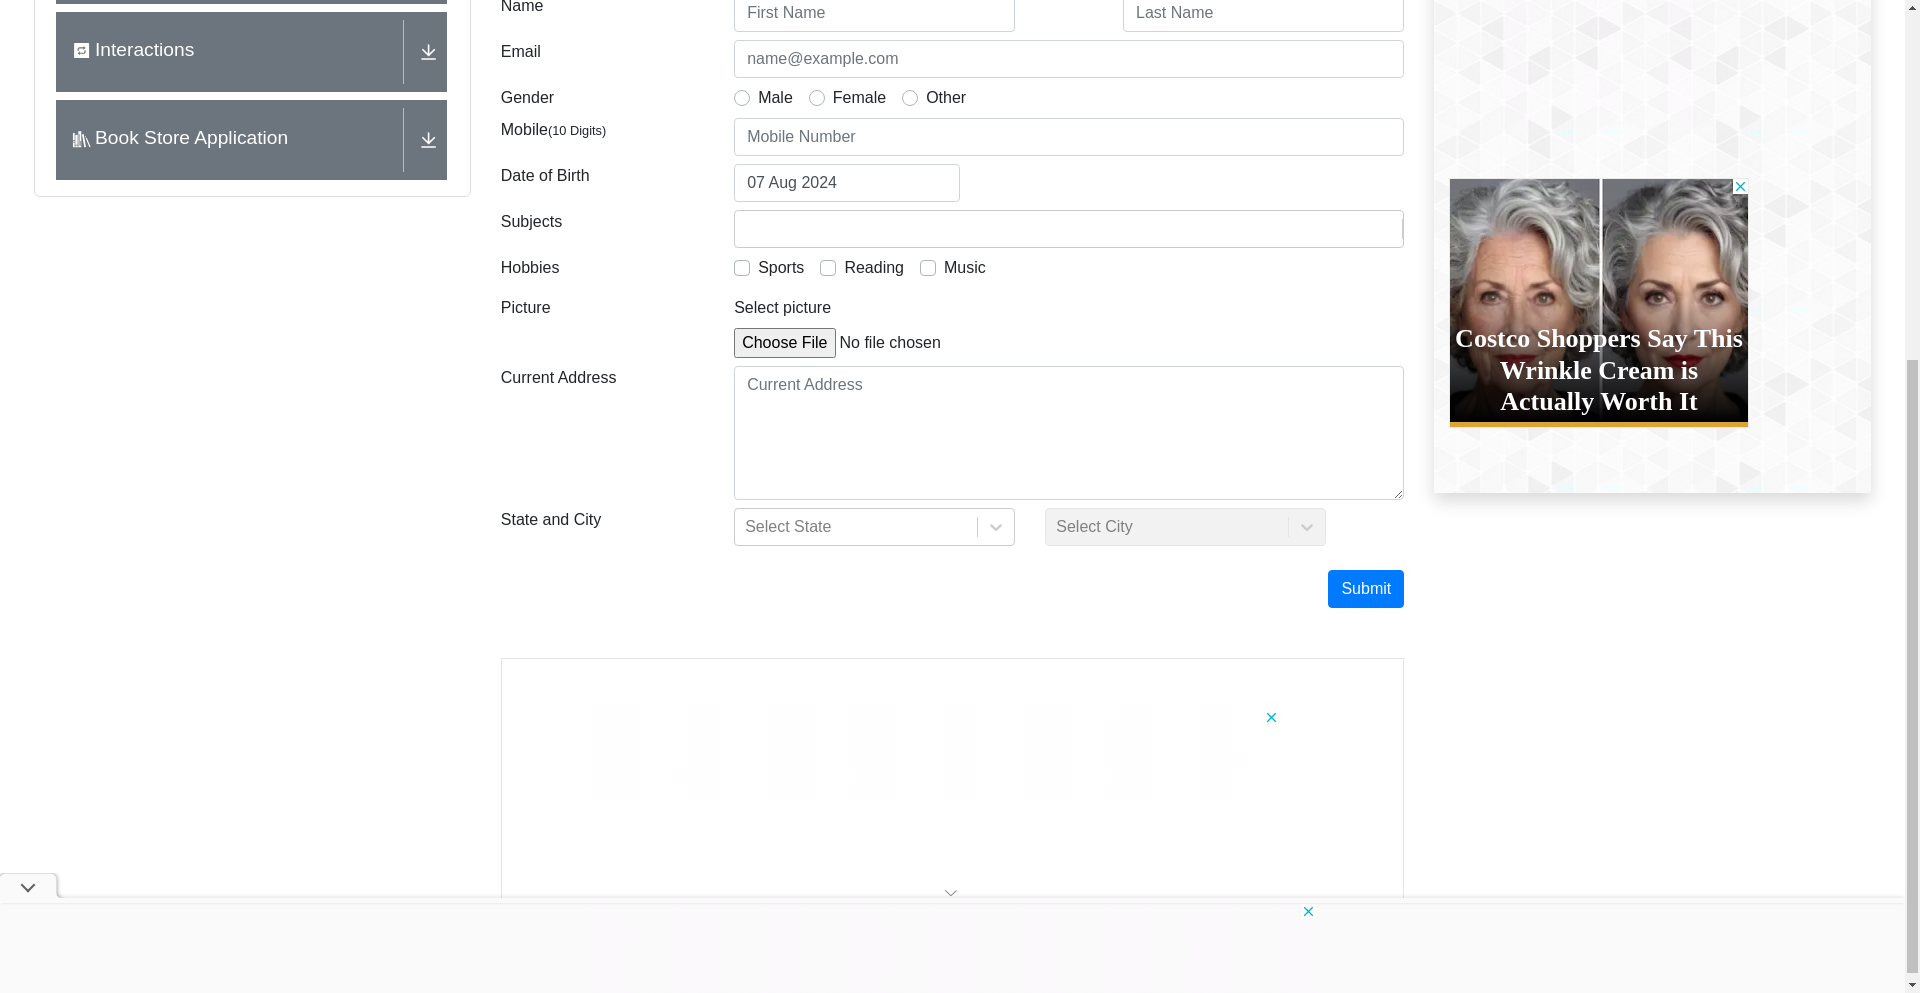 Interactions
Book Store Application
Name
First Name
Last Name
Email
name@example.com
Gender
Male
Female
Other
Mobile(10 Digits)
Mobile Number
Date of Birth
07 Aug 2024
Subjects
Hobbies
Sports
Reading
Music
Picture
Select picture
Choose File No file chosen
Current Address
Current Address
State and City
Select State
Select City
Submit
Costco Shoppers Say This
Wrinkle Cream is
Actually Worth It